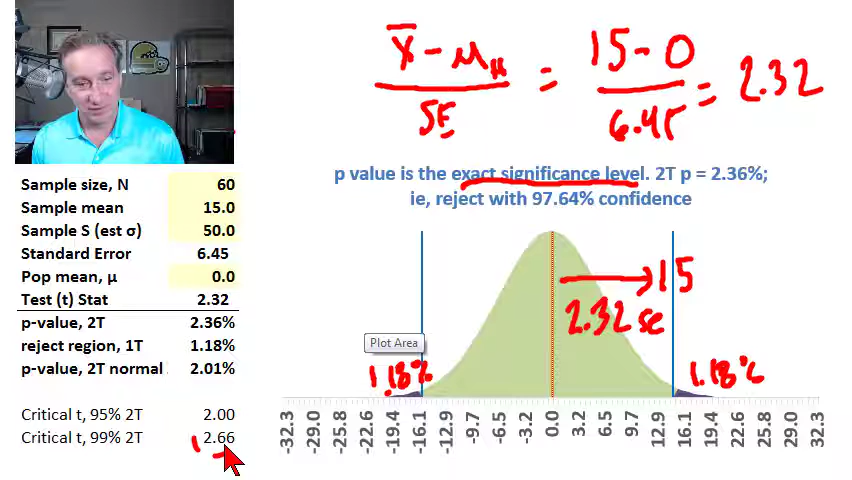 X̄ - μH / SE = 15 - 0 / 6.45 = 2.32
p value is the exact significance level. 2T p = 2.36%;
ie, reject with 97.64% confidence
Sample size, N 60
Sample mean 15.0
Sample S (est σ) 50.0
Standard Error 6.45
Pop mean, µ 0.0
Test (t) Stat 2.32
p-value, 2T 2.36%
reject region, 1T 1.18%
p-value, 2T normal 2.01%
Critical t, 95% 2T 2.00
Critical t, 99% 2T 2.66
15
2.32 se
Plot Area
1.18%
1.18%
-32.3 -29.0 -25.8 -22.6 -19.4 -16.1 -12.9 -9.7 -6.5 -3.2 0.0 3.2 6.5 9.7 12.9 16.1 19.4 22.6 25.8 29.0 32.3